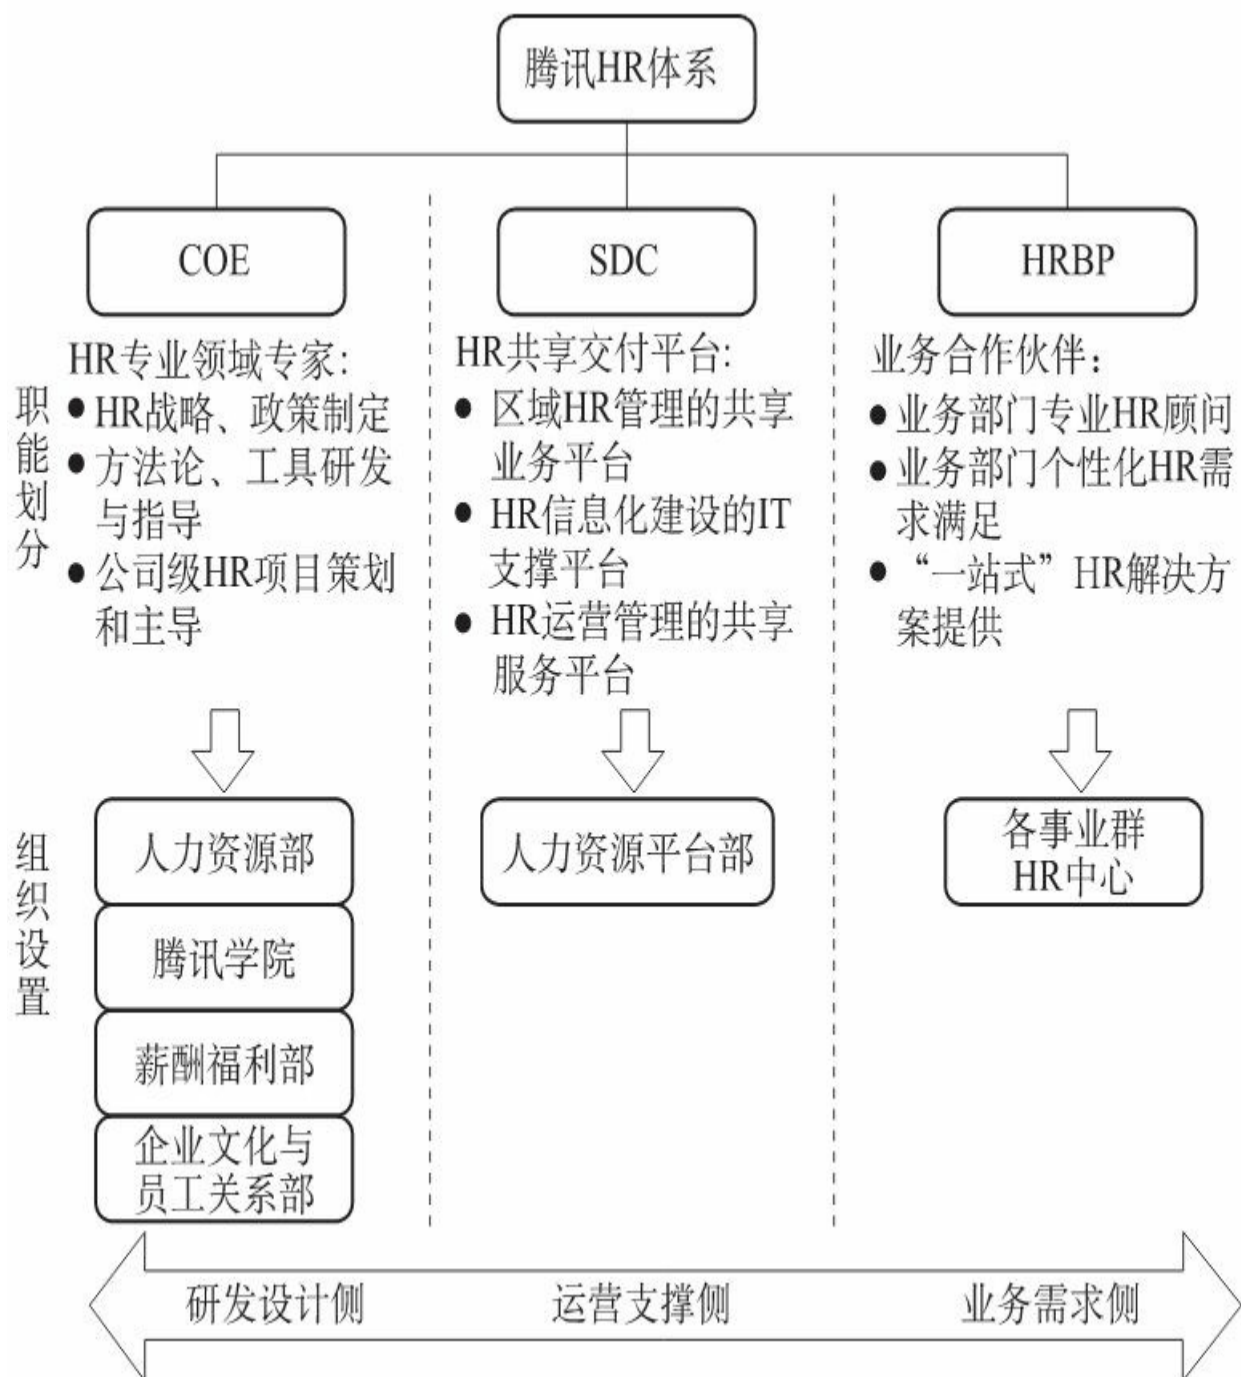 腾讯HR体系
COE
SDC
HRBP
职能划分
HR专业领域专家:
● HR战略、政策制定
● 方法论、工具研发
与指导
● 公司级HR项目策划
和主导
HR共享交付平台:
● 区域HR管理的共享
业务平台
● HR信息化建设的IT
支撑平台
● HR运营管理的共享
服务平台
业务合作伙伴：
● 业务部门专业HR顾问
● 业务部门个性化HR需
求满足
● “一站式”HR解决方
案提供
组织设置
人力资源部
腾讯学院
薪酬福利部
企业文化与
员工关系部
人力资源平台部
各事业群
HR中心
研发设计侧
运营支撑侧
业务需求侧